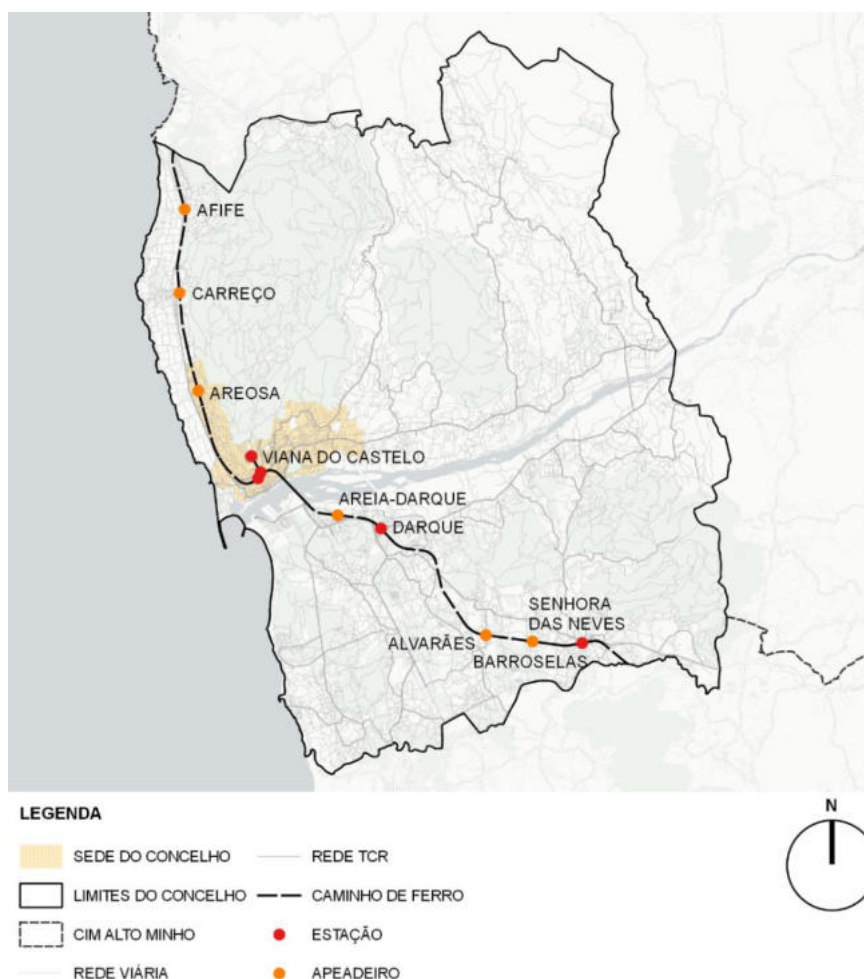 AFIFE
CARREÇO
AREOSA
VIANA DO CASTELO
AREIA-DARQUE
DARQUE
SENHORA
DAS NEVES
ALVARÃES
BARROSELAS
LEGENDA
N
SEDE DO CONCELHO
REDE TCR
LIMITES DO CONCELHO
CAMINHO DE FERRO
CIM ALTO MINHO
ESTAÇÃO
REDE VIÁRIA
APEADEIRO